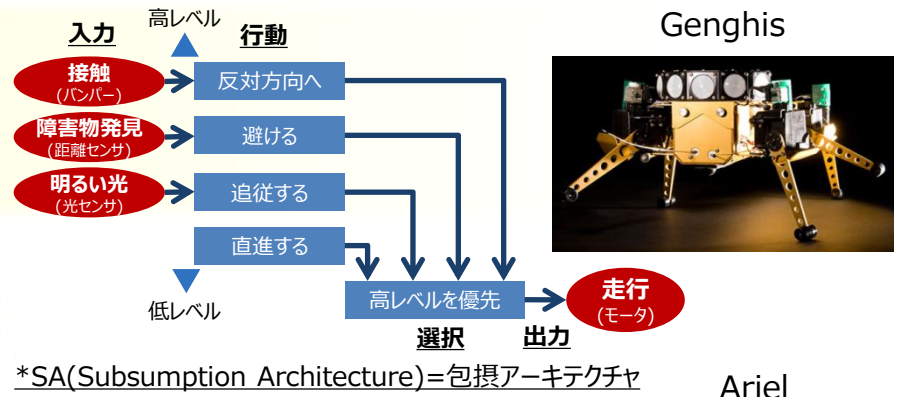 高レベル
Genghis
入力
行動
接触
(バンパー)
反対方向へ
障害物発見
(距離センサ)
避ける
明るい光
(光センサ)
追従する
直進する
低レベル
高レベルを優先
走行
(モータ)
選択
出力
*SA(Subsumption Architecture)=包摂アーキテクチャ
Ariel